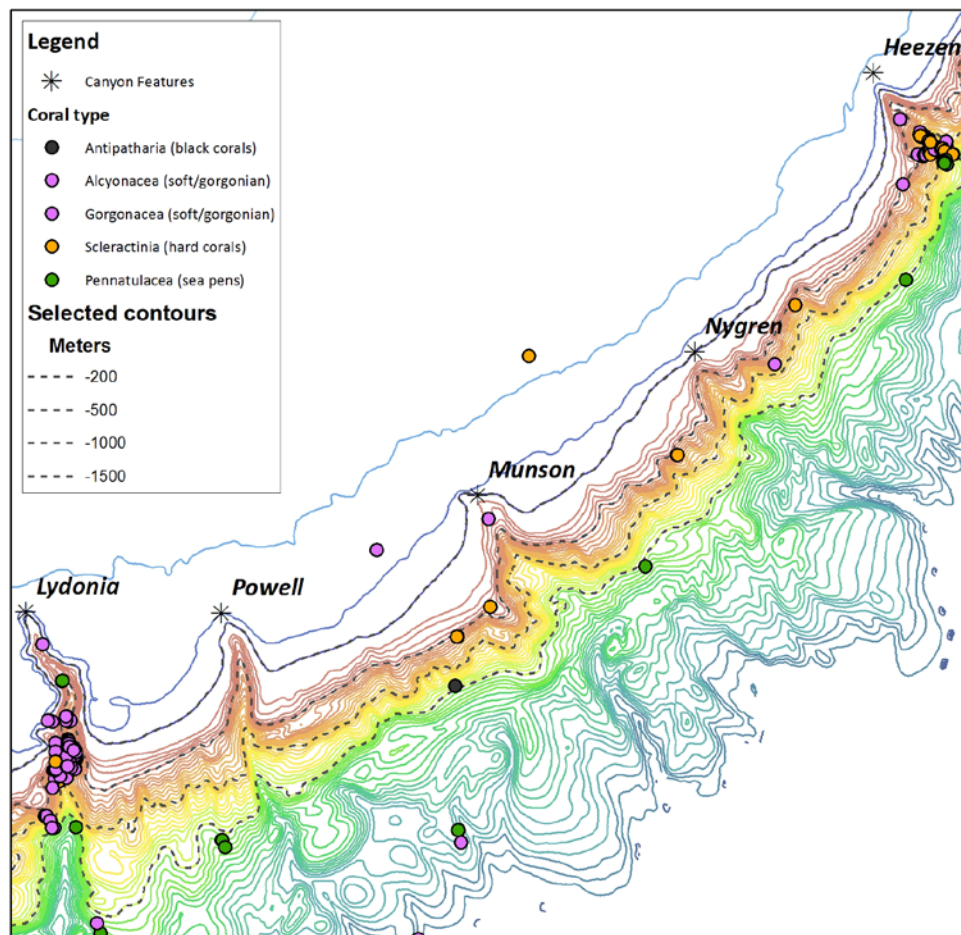 Legend
Canyon Features
Coral type
Antipatharia (black corals)
Alcyonacea (soft/gorgonian)
Gorgonacea (soft/gorgonian)
Scleractinia (hard corals)
Pennatulacea (sea pens)
Selected contours
Meters
-200
-500
-1000
-1500
Heezen
Nygren
Munson
Lydonia
Powell